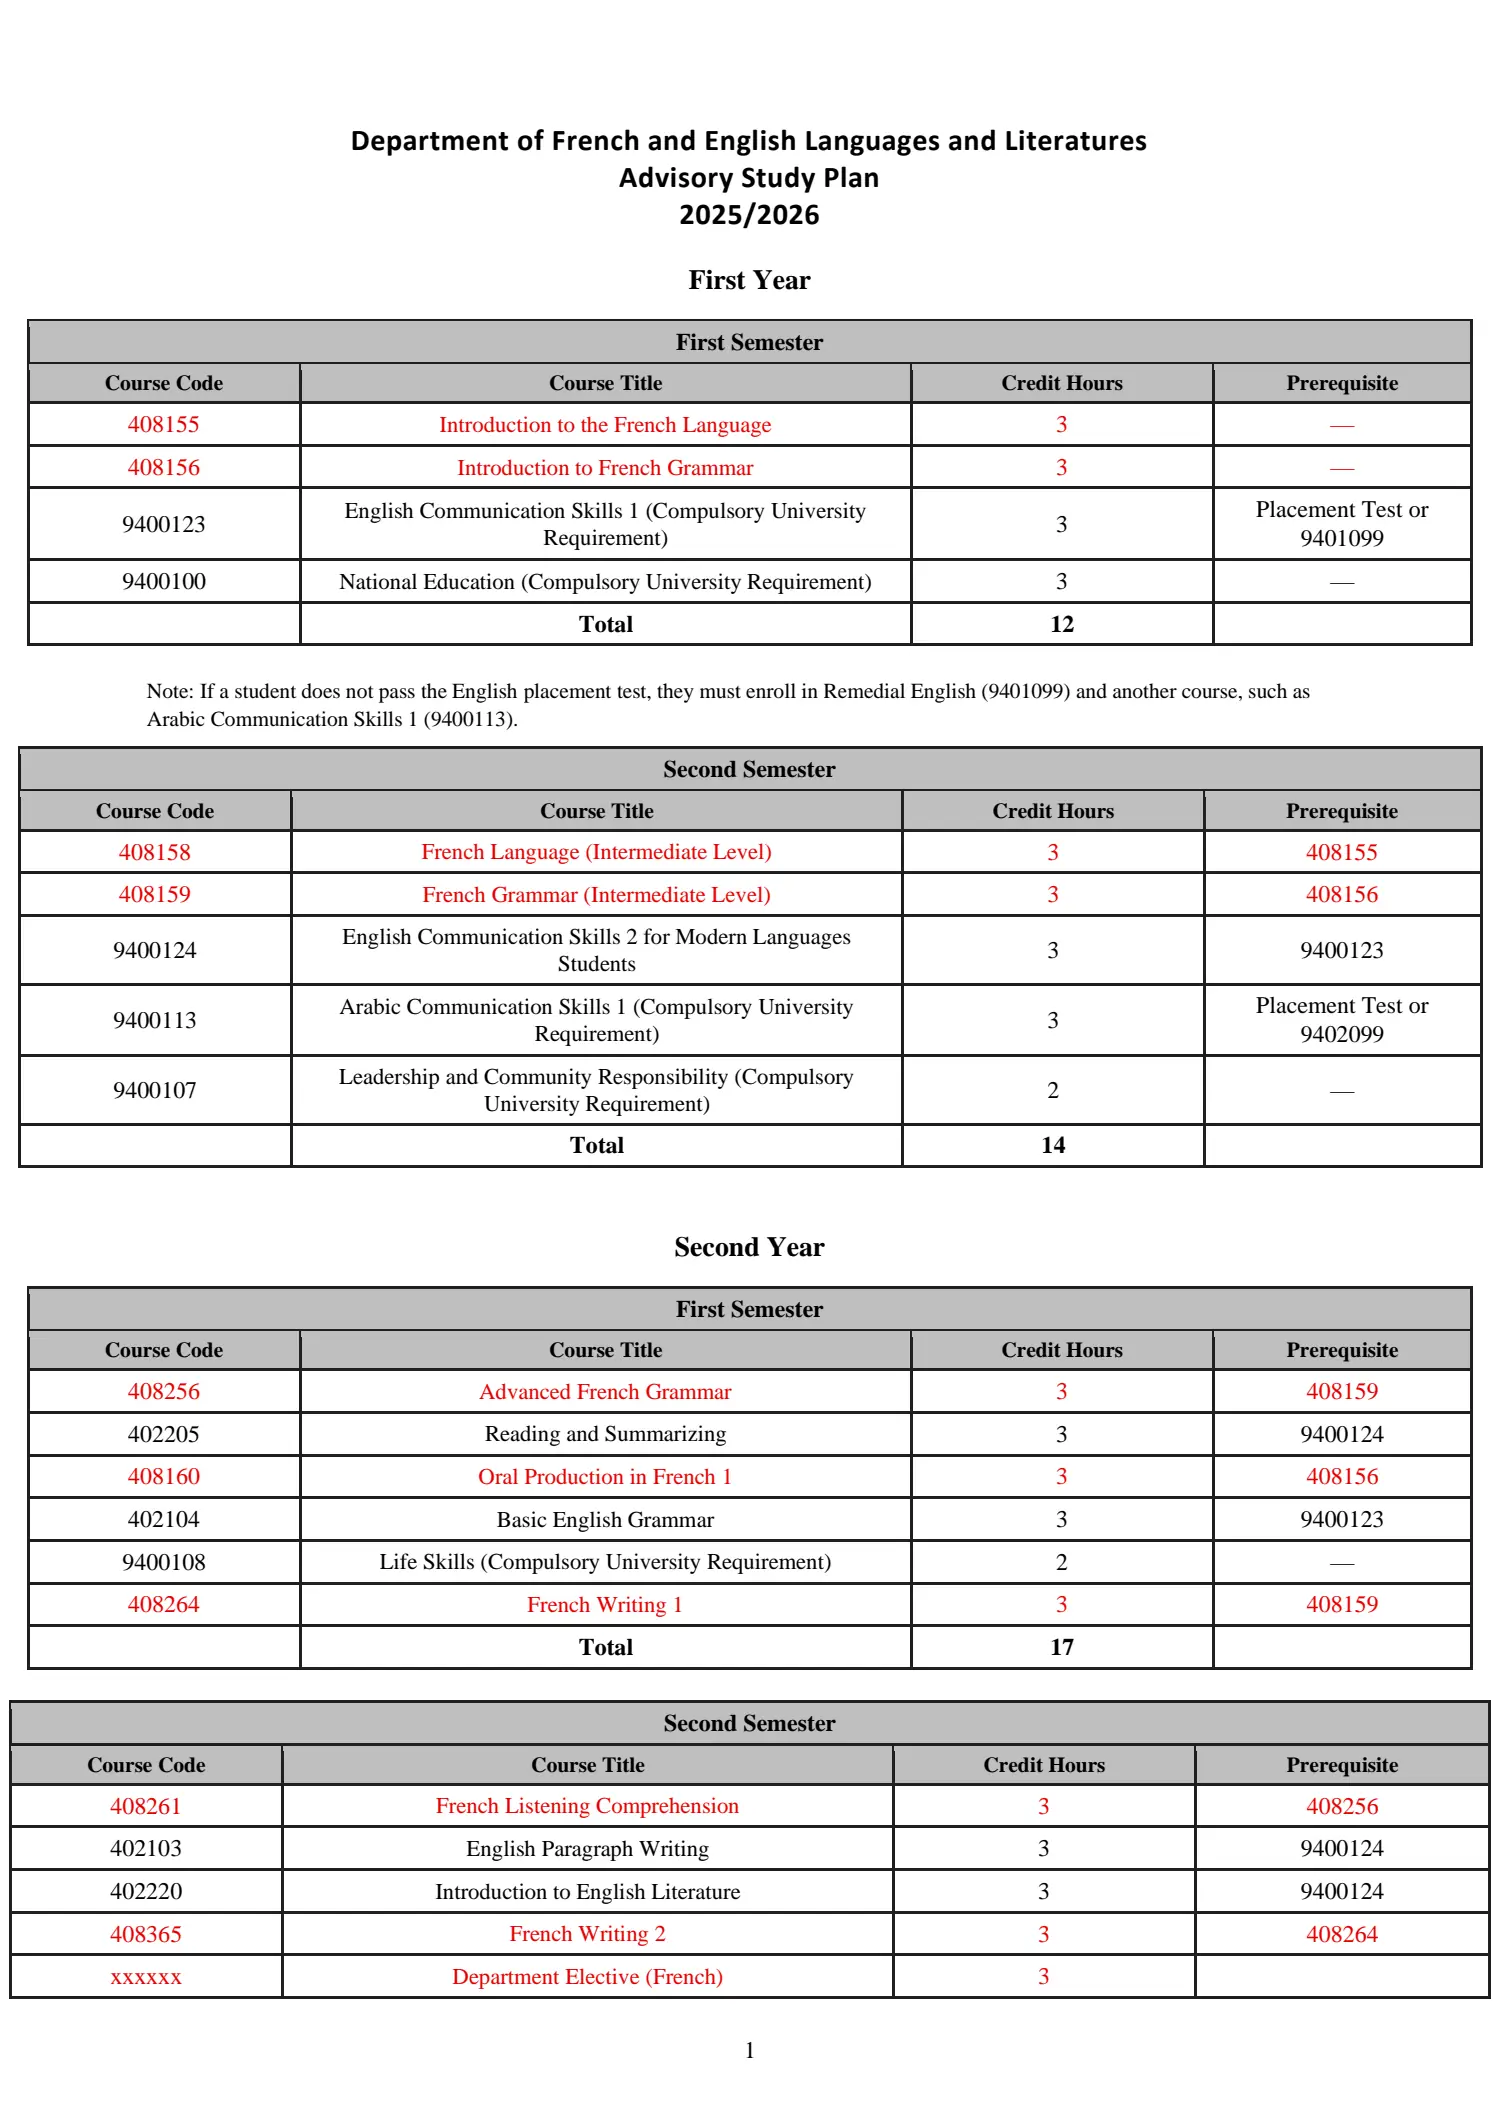 Department of French and English Languages and Literatures
Advisory Study Plan
2025/2026
First Year
First Semester
Course Code Course Title Credit Hours Prerequisite
408155 Introduction to the French Language 3 —
408156 Introduction to French Grammar 3 —
9400123 English Communication Skills 1 (Compulsory University Requirement) 3 Placement Test or 9401099
9400100 National Education (Compulsory University Requirement) 3 —
Total 12
Note: If a student does not pass the English placement test, they must enroll in Remedial English (9401099) and another course, such as
Arabic Communication Skills 1 (9400113).
Second Semester
Course Code Course Title Credit Hours Prerequisite
408158 French Language (Intermediate Level) 3 408155
408159 French Grammar (Intermediate Level) 3 408156
9400124 English Communication Skills 2 for Modern Languages Students 3 9400123
9400113 Arabic Communication Skills 1 (Compulsory University Requirement) 3 Placement Test or 9402099
9400107 Leadership and Community Responsibility (Compulsory University Requirement) 2 —
Total 14
Second Year
First Semester
Course Code Course Title Credit Hours Prerequisite
408256 Advanced French Grammar 3 408159
402205 Reading and Summarizing 3 9400124
408160 Oral Production in French 1 3 408156
402104 Basic English Grammar 3 9400123
9400108 Life Skills (Compulsory University Requirement) 2 —
408264 French Writing 1 3 408159
Total 17
Second Semester
Course Code Course Title Credit Hours Prerequisite
408261 French Listening Comprehension 3 408256
402103 English Paragraph Writing 3 9400124
402220 Introduction to English Literature 3 9400124
408365 French Writing 2 3 408264
xxxxxx Department Elective (French) 3
1